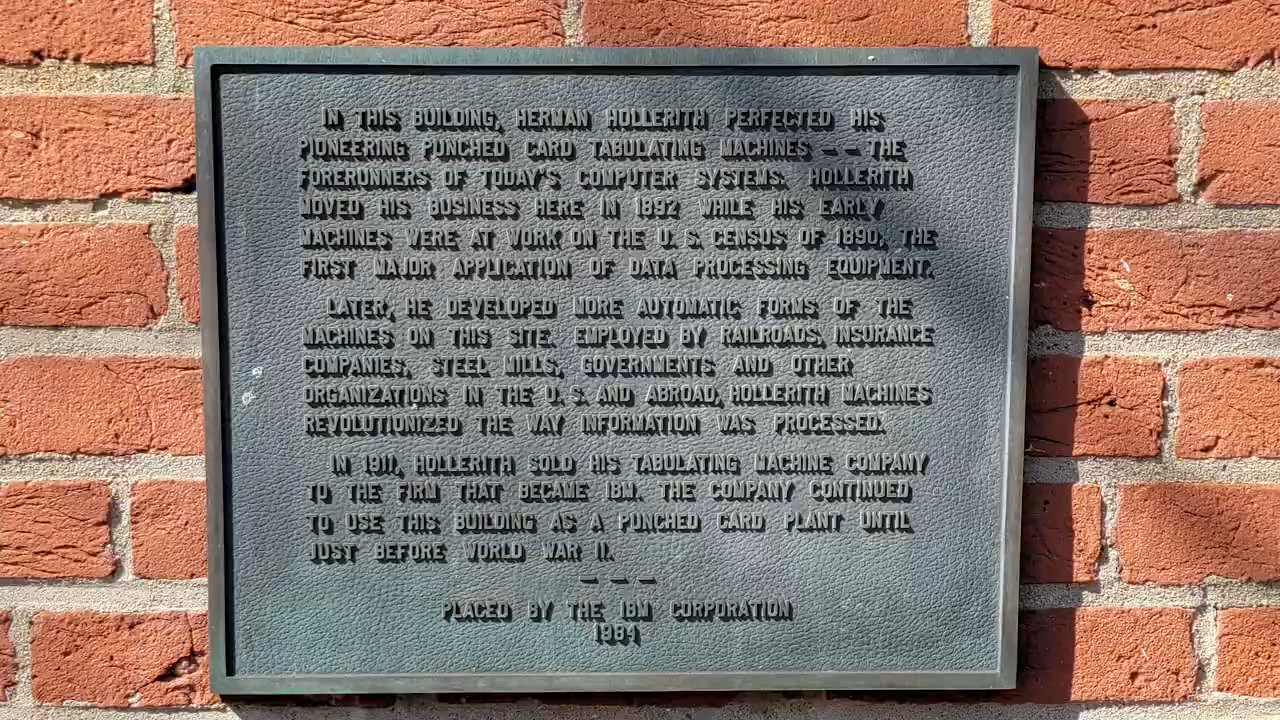 IN THIS BUILDING, HERMAN HOLLERITH PERFECTED HIS
PIONEERING PUNCHED CARD TABULATING MACHINES -- THE
FORERUNNERS OF TODAY'S COMPUTER SYSTEMS. HOLLERITH
MOVED HIS BUSINESS HERE IN 1892 WHILE HIS EARLY
MACHINES WERE AT WORK ON THE U.S. CENSUS OF 1890, THE
FIRST MAJOR APPLICATION OF DATA PROCESSING EQUIPMENT.
LATER, HE DEVELOPED MORE AUTOMATIC FORMS OF THE
MACHINES ON THIS SITE. EMPLOYED BY RAILROADS, INSURANCE
COMPANIES, STEEL MILLS, GOVERNMENTS AND OTHER
ORGANIZATIONS IN THE U.S. AND ABROAD, HOLLERITH MACHINES
REVOLUTIONIZED THE WAY INFORMATION WAS PROCESSED.
IN 1911, HOLLERITH SOLD HIS TABULATING MACHINE COMPANY
TO THE FIRM THAT BECAME IBM. THE COMPANY CONTINUED
TO USE THIS BUILDING AS A PUNCHED CARD PLANT UNTIL
JUST BEFORE WORLD WAR II.
---
PLACED BY THE IBM CORPORATION
1984